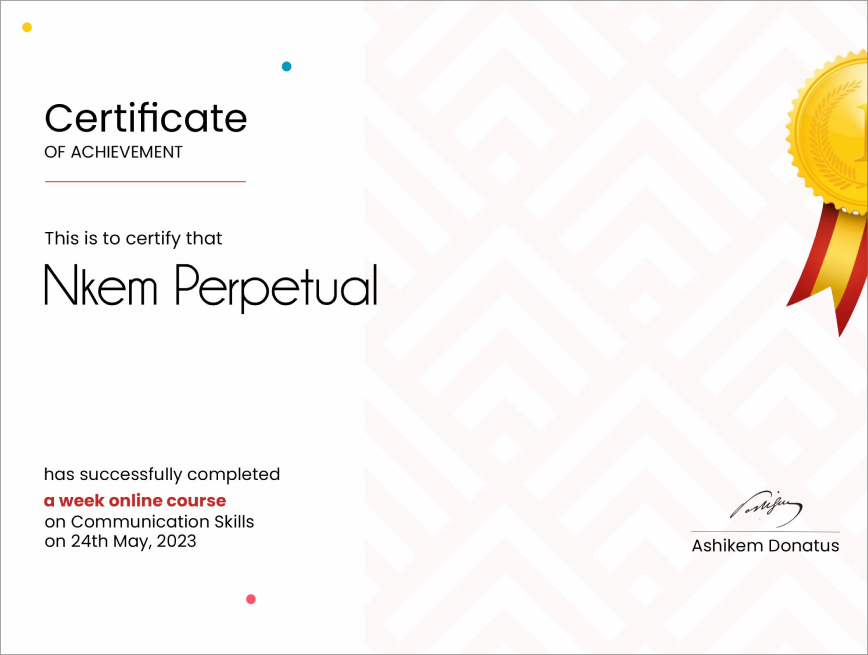 Certificate
OF ACHIEVEMENT
This is to certify that
Nkem Perpetual
has successfully completed
a week online course
on Communication Skills
on 24th May, 2023
Ashikem Donatus